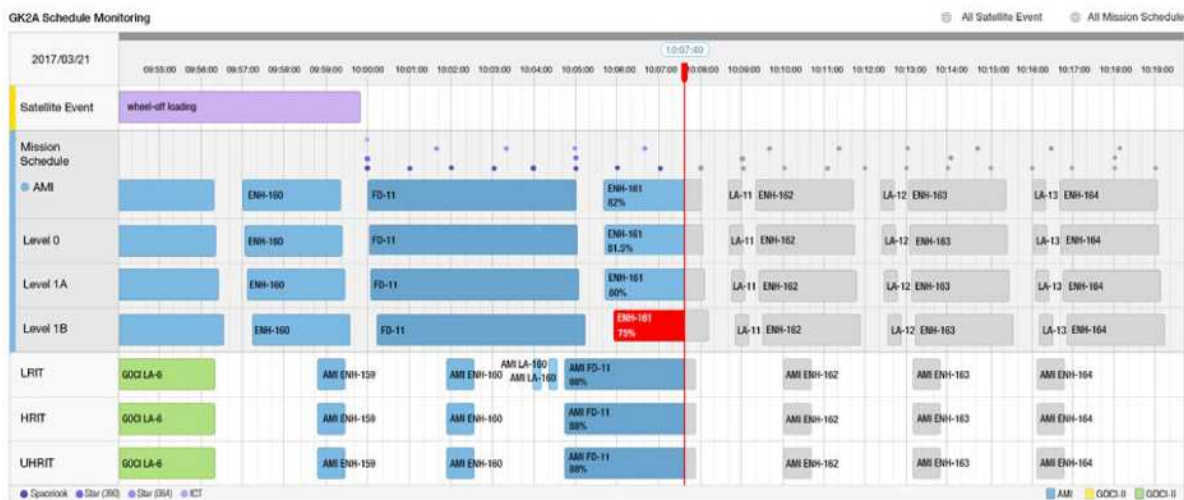 GK2A Schedule Monitoring
All Satellite Event All Mission Schedule
10:07:40
2017/03/21 09:55:00 09:56:00 09:57:00 09:58:00 09:59:00 10:00:00 10:01:00 10:02:00 10:03:00 10:04:00 10:05:00 10:06:00 10:07:00 10:08:00 10:09:00 10:10:00 10:11:00 10:12:00 10:13:00 10:14:00 10:15:00 10:16:00 10:17:00 10:18:00 10:19:00
Satellite Event wheel-off loading
Mission
Schedule
AMI ENH-160 FD-11 ENH-161 LA-11 ENH-162 LA-12 ENH-163 LA-13 ENH-164
82%
Level 0 ENH-160 FD-11 ENH-161 LA-11 ENH-162 LA-12 ENH-163 LA-13 ENH-164
81.5%
Level 1A ENH-160 FD-11 ENH-161 LA-11 ENH-162 LA-12 ENH-163 LA-13 ENH-164
80%
Level 1B ENH-160 FD-11 ENH-161 LA-11 ENH-162 LA-12 ENH-163 LA-13 ENH-164
79%
LRIT GOCI LA-6 AMI ENH-159 AMI ENH-160 AMI LA-160 AMI LA-160 AMI FD-11 AMI ENH-162 AMI ENH-163 AMI ENH-164
88%
HRIT GOCI LA-6 AMI ENH-159 AMI ENH-160 AMI FD-11 AMI ENH-162 AMI ENH-163 AMI ENH-164
88%
UHRIT GOCI LA-6 AMI ENH-159 AMI ENH-160 AMI FD-11 AMI ENH-162 AMI ENH-163 AMI ENH-164
88%
Spacelook Star (390) Star (064) ICT AMI GOCI-II GOCI-II